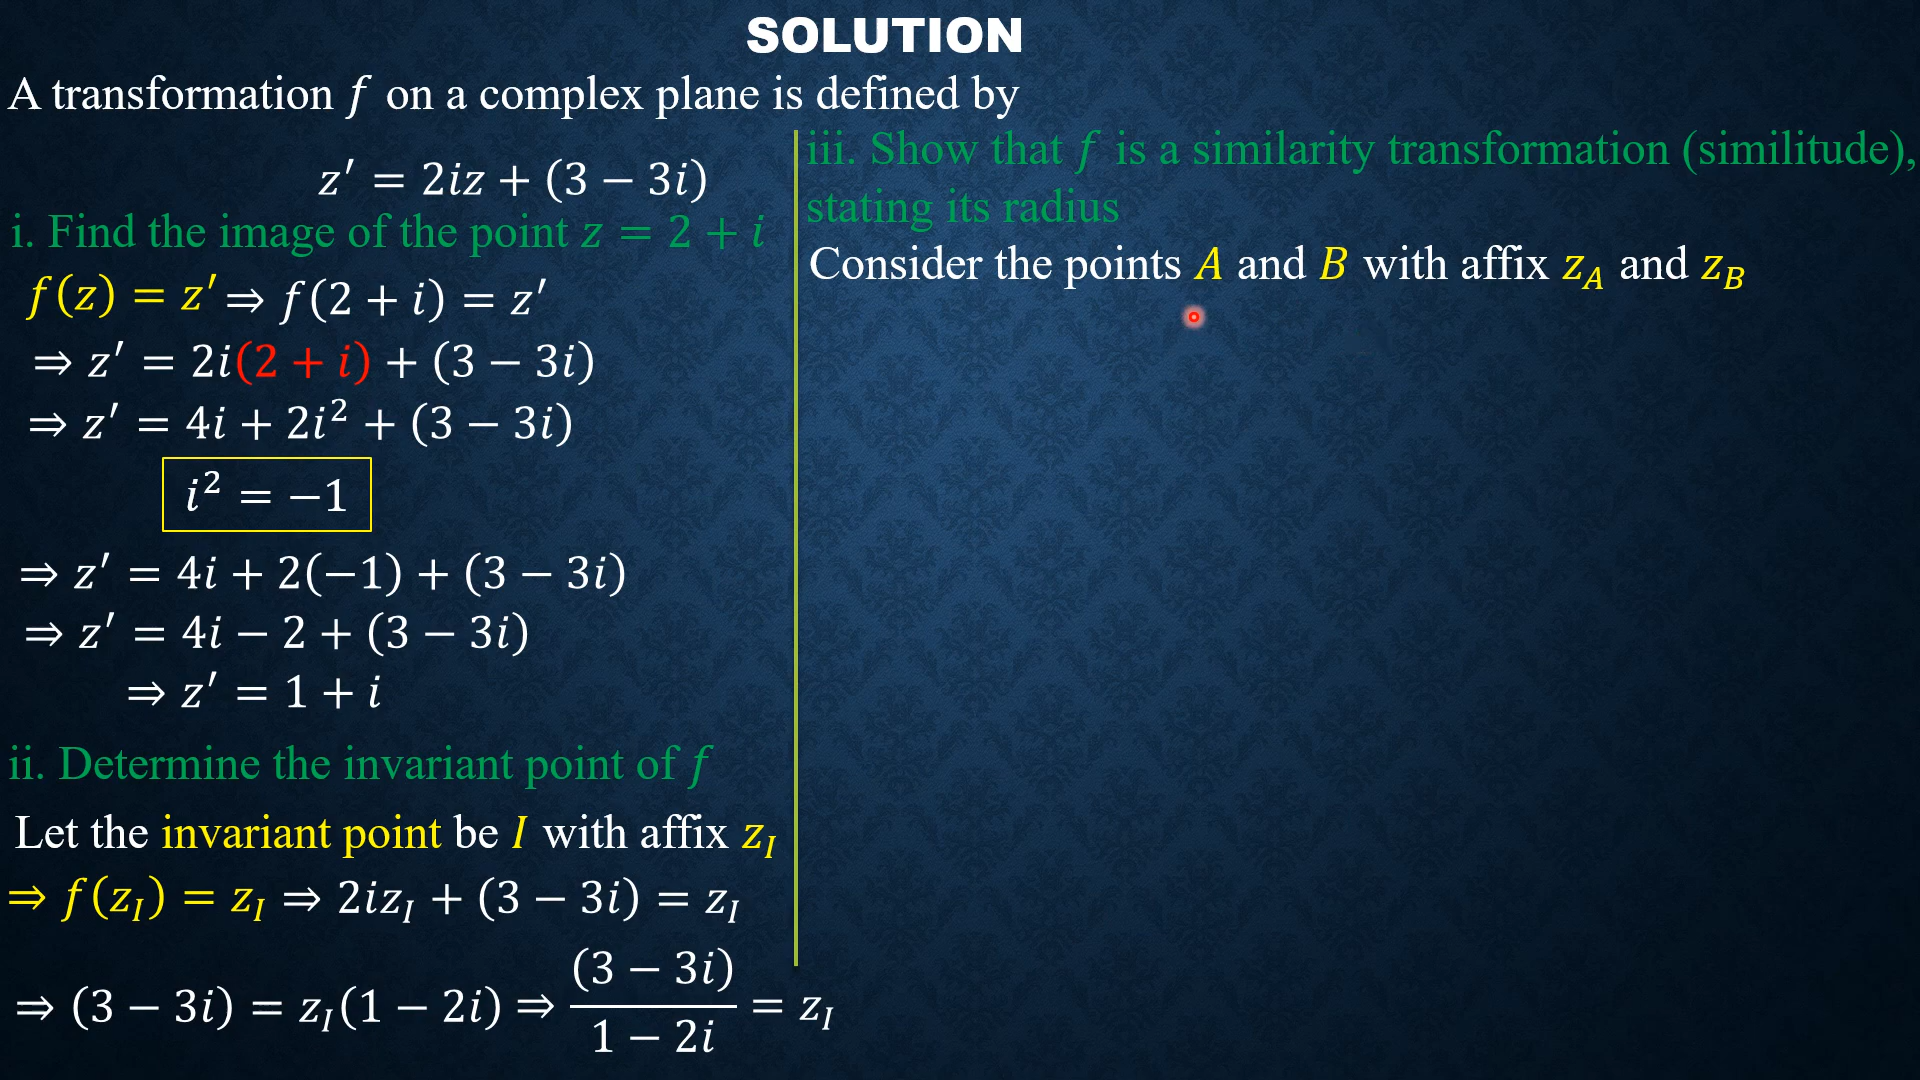 SOLUTION
A transformation f on a complex plane is defined by
z′ = 2iz + (3 − 3i)
i. Find the image of the point z = 2 + i
f(z) = z′ ⇒ f(2 + i) = z′
⇒ z′ = 2i(2 + i) + (3 − 3i)
⇒ z′ = 4i + 2i² + (3 − 3i)
i² = −1
⇒ z′ = 4i + 2(−1) + (3 − 3i)
⇒ z′ = 4i − 2 + (3 − 3i)
⇒ z′ = 1 + i
ii. Determine the invariant point of f
Let the invariant point be I with affix z_I
⇒ f(z_I) = z_I ⇒ 2iz_I + (3 − 3i) = z_I
⇒ (3 − 3i) = z_I(1 − 2i) ⇒ (3 − 3i)/(1 − 2i) = z_I
iii. Show that f is a similarity transformation (similitude),
stating its radius
Consider the points A and B with affix z_A and z_B